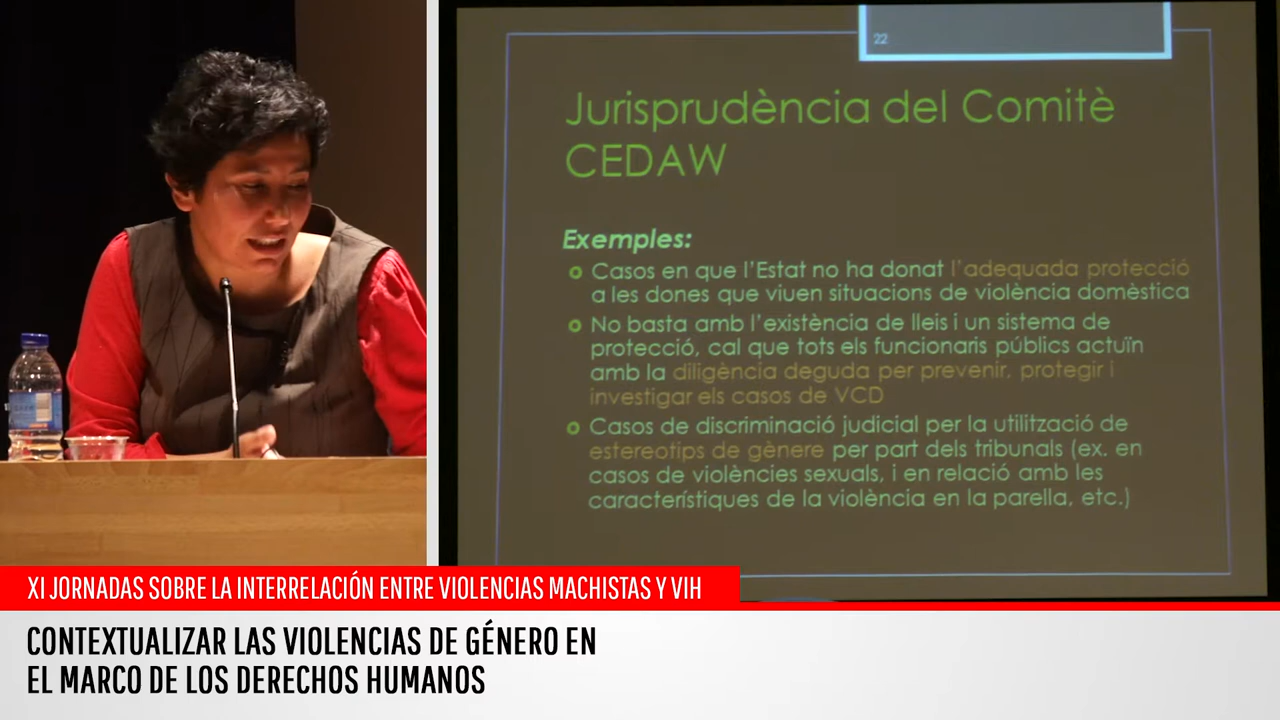 22
Jurisprudència del Comitè
CEDAW
Exemples:
Casos en que l'Estat no ha donat l'adequada protecció
a les dones que viuen situacions de violència domèstica
No basta amb l'existència de lleis i un sistema de
protecció, cal que tots els funcionaris públics actuïn
amb la diligència deguda per prevenir, protegir i
investigar els casos de VCD
Casos de discriminació judicial per la utilització de
estereotips de gènere per part dels tribunals (ex. en
casos de violències sexuals, i en relació amb les
característiques de la violència en la parella, etc.)
XI JORNADAS SOBRE LA INTERRELACIÓN ENTRE VIOLENCIAS MACHISTAS Y VIH
CONTEXTUALIZAR LAS VIOLENCIAS DE GÉNERO EN
EL MARCO DE LOS DERECHOS HUMANOS